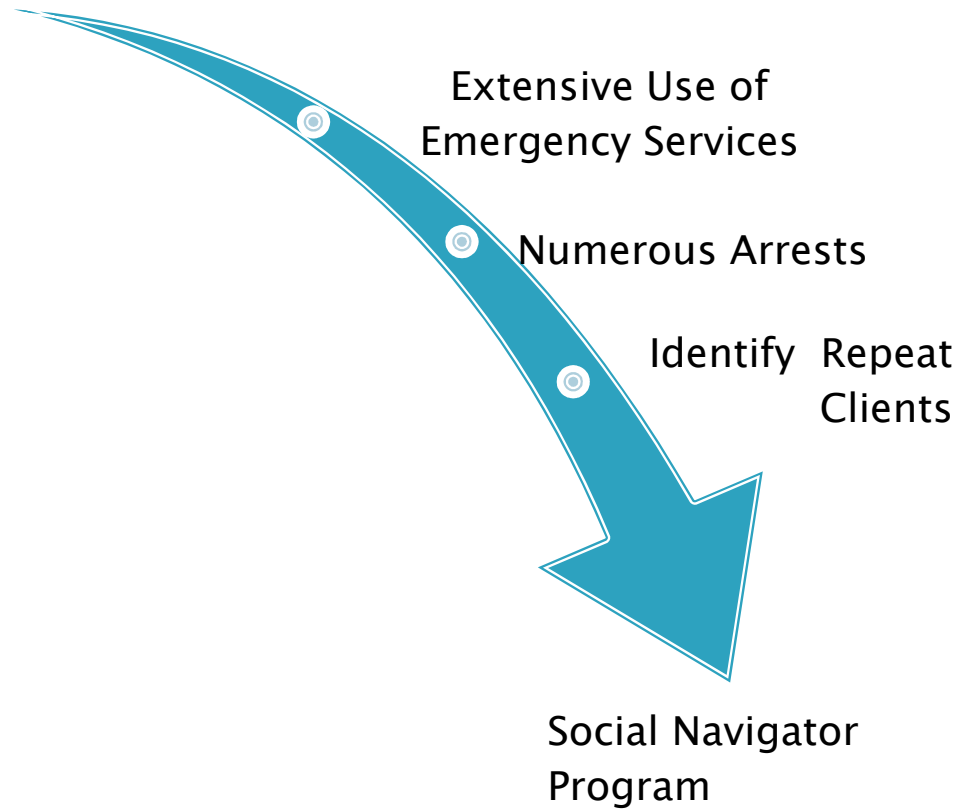 Extensive Use of
Emergency Services
Numerous Arrests
Identify  Repeat
Clients
Social Navigator
Program